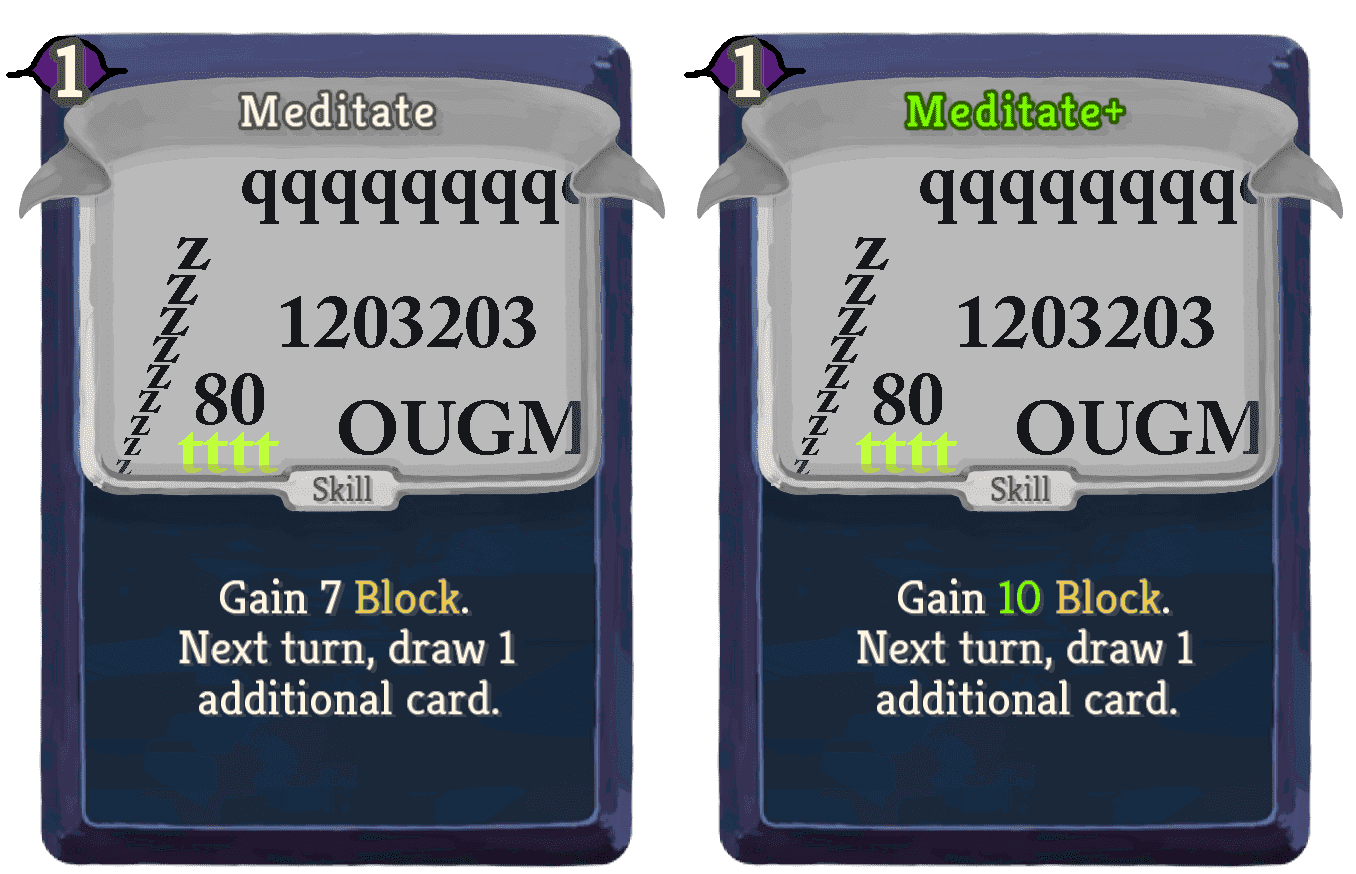 1
Meditate
qqqqqqqq
z
z
z
z
z
z
z
z
z
1203203
80
tttt
OUGM
Skill
Gain 7 Block.
Next turn, draw 1
additional card.
1
Meditate+
qqqqqqqq
z
z
z
z
z
z
z
z
z
1203203
80
tttt
OUGM
Skill
Gain 10 Block.
Next turn, draw 1
additional card.